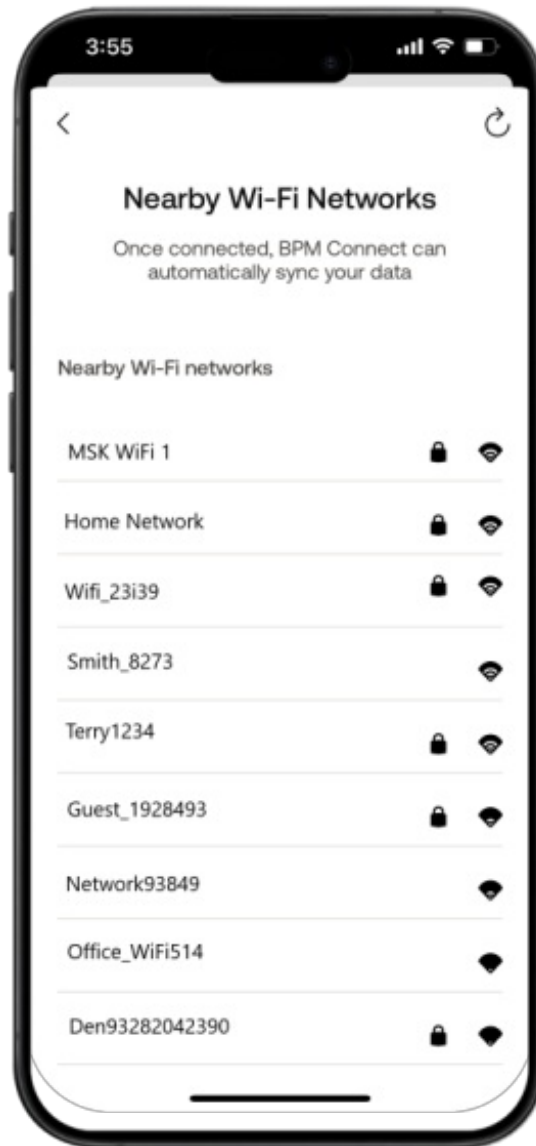 3:55
Nearby Wi-Fi Networks
Once connected, BPM Connect can
automatically sync your data
Nearby Wi-Fi networks
MSK WiFi 1
Home Network
Wifi_23i39
Smith_8273
Terry1234
Guest_1928493
Network93849
Office_WiFi514
Den93282042390